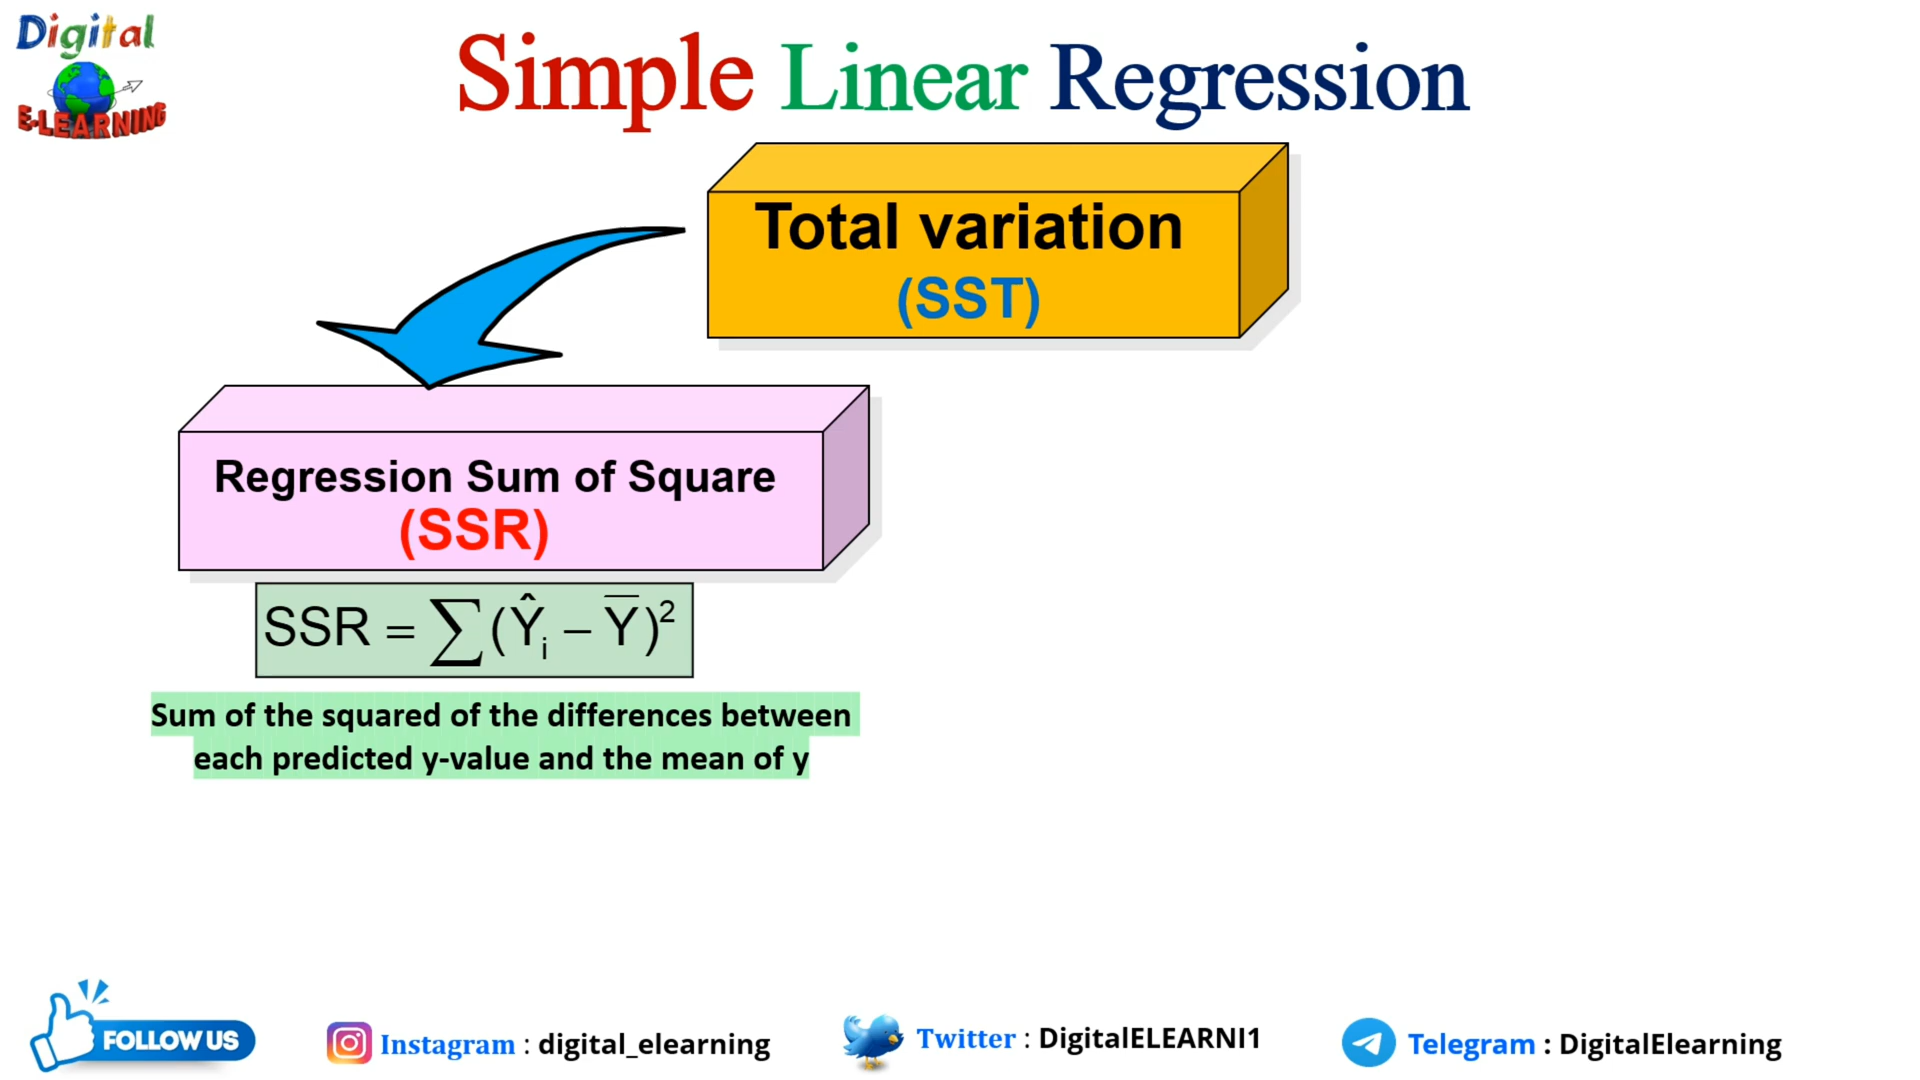 Digital
E-LEARNING
Simple Linear Regression
Total variation
(SST)
Regression Sum of Square
(SSR)
SSR = ∑(Ŷᵢ – Y̅)²
Sum of the squared of the differences between
each predicted y-value and the mean of y
FOLLOW US
Instagram : digital_elearning
Twitter : DigitalELEARNI1
Telegram : DigitalElearning